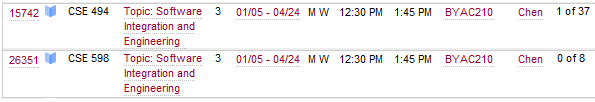 15742 CSE 494 Topic: Software 3 01/05 - 04/24 M W 12:30 PM 1:45 PM BYAC210 Chen 1 of 37
Integration and
Engineering
26351 CSE 598 Topic: Software 3 01/05 - 04/24 M W 12:30 PM 1:45 PM BYAC210 Chen 0 of 8
Integration and
Engineering